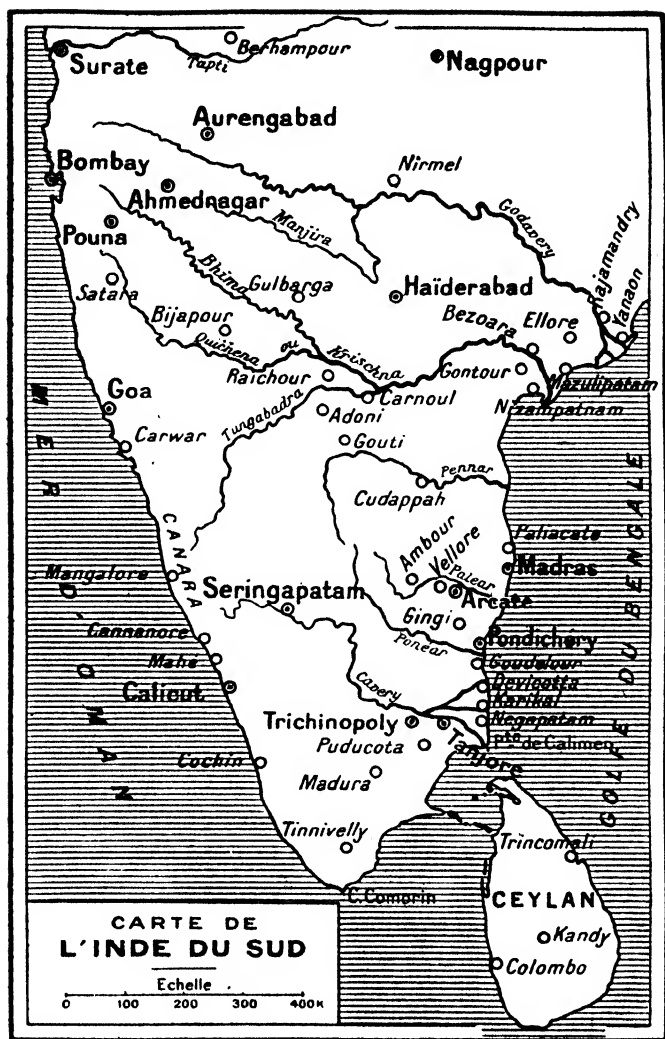 Berhampour
Surate
Tapti
Nagpour
Aurengabad
Bombay
Nirmel
Ahmednagar
Manjira
Godavery
Rajamandry
Yanaon
Pouna
Bhima
Gulbarga
Haïderabad
Satara
Bijapour
Bezoara
Ellore
Quichena ou Krischna
Raichour
Gontour
Mazulipatam
Goa
Tungabadra
Carnoul
Nizampatnam
Adoni
Carwar
Gouti
Pennar
Cudappah
MER D'OMAN
GOLFE DU BENGALE
CANARA
Paliacate
Ambour
Vellore
Madras
Mangalore
Palear
Seringapatam
Arcate
Gingi
Cannanore
Ponear
Pondichéry
Mahé
Goudelour
Calicut
Cavery
Devicotta
Karikal
Trichinopoly
Negapatam
Puducota
Tanjore
Pte de Calimere
Cochin
Madura
Tinnivelly
Trincomali
C. Comorin
CEYLAN
Kandy
Colombo
CARTE DE
L'INDE DU SUD
Echelle
0 100 200 300 400K